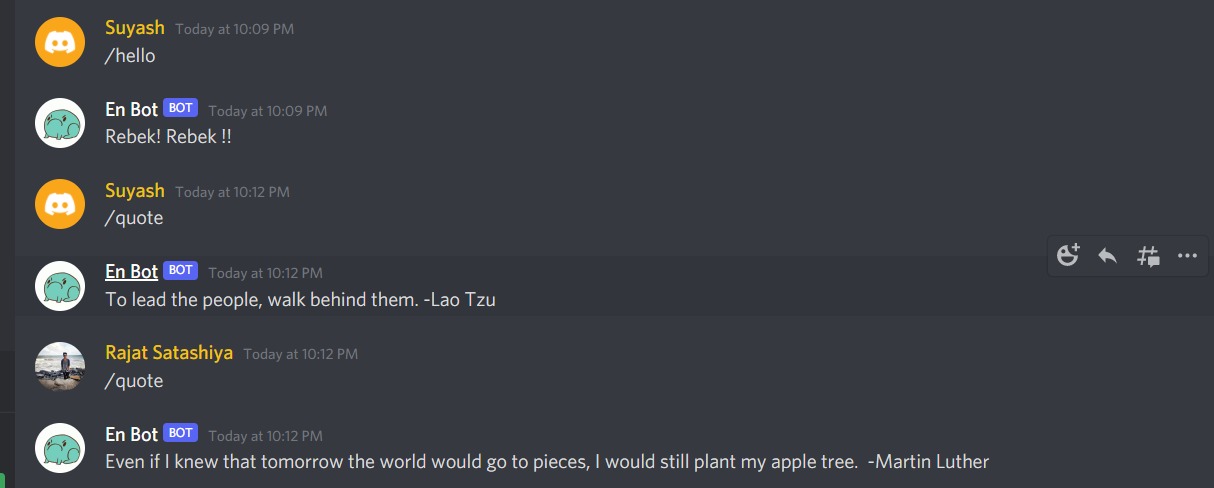 Suyash Today at 10:09 PM
/hello
En Bot BOT Today at 10:09 PM
Rebek! Rebek !!
Suyash Today at 10:12 PM
/quote
En Bot BOT Today at 10:12 PM
To lead the people, walk behind them. -Lao Tzu
Rajat Satashiya Today at 10:12 PM
/quote
En Bot BOT Today at 10:12 PM
Even if I knew that tomorrow the world would go to pieces, I would still plant my apple tree.  -Martin Luther